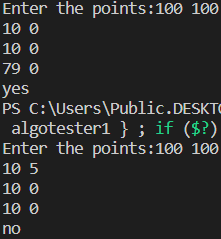 Enter the points:100 100
10 0
10 0
79 0
yes
PS C:\Users\Public.DESKT
algotester1 } ; if ($?)
Enter the points:100 100
10 5
10 0
10 0
no